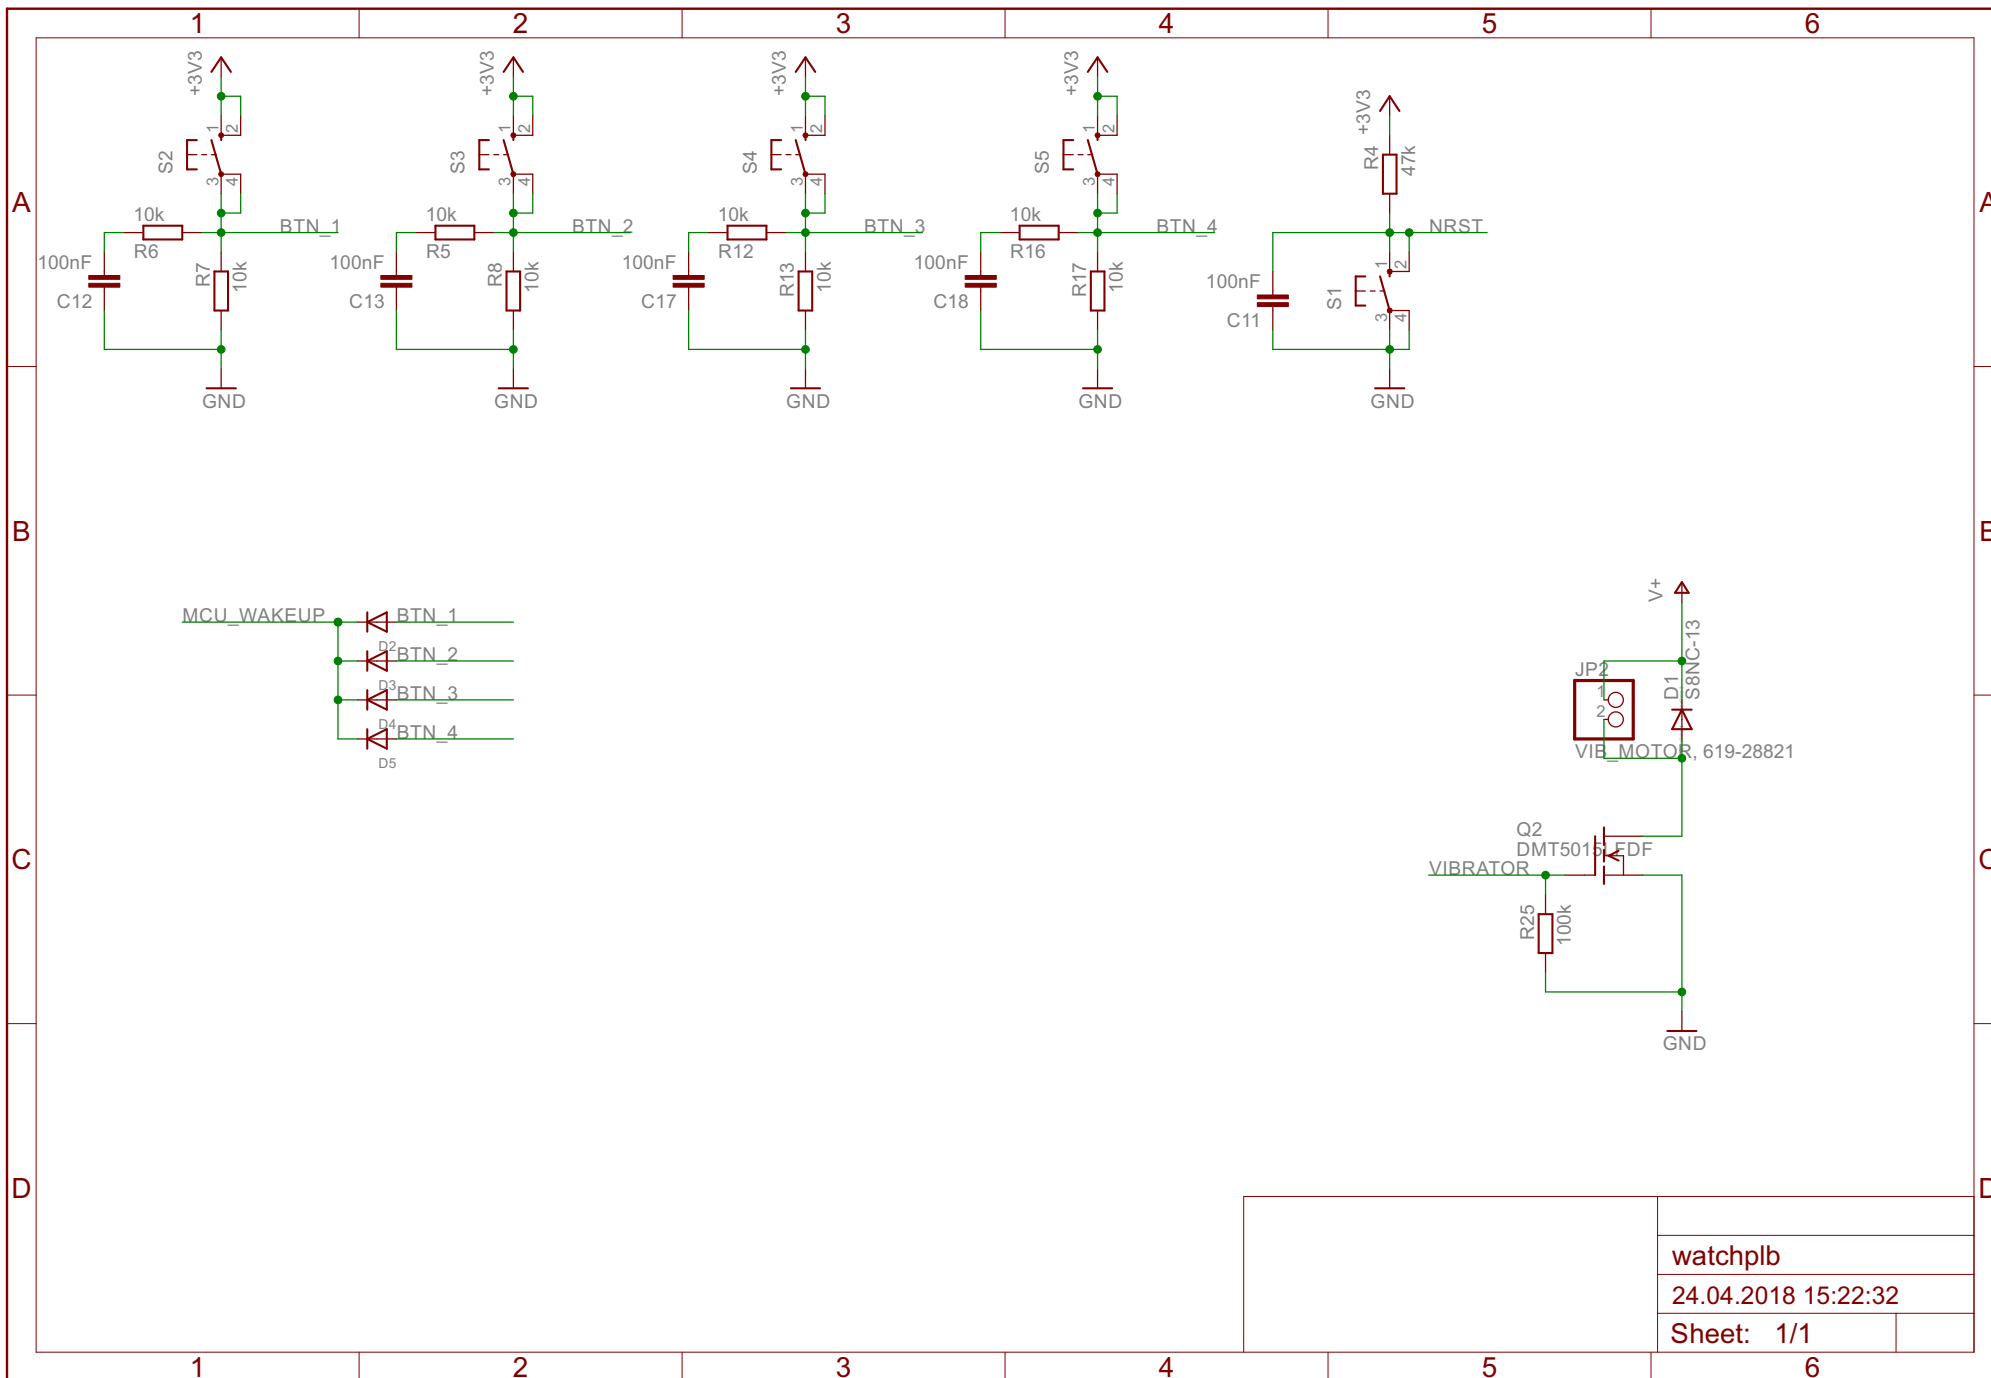 1 2 3 4 5 6
+3V3 +3V3 +3V3 +3V3 +3V3
S2 1 2 3 4
S3 1 2 3 4
S4 1 2 3 4
S5 1 2 3 4
R4 47k
A A
10k R6 BTN_1
10k R5 BTN_2
10k R12 BTN_3
10k R16 BTN_4
NRST
100nF C12 R7 10k
100nF C13 R8 10k
100nF C17 R13 10k
100nF C18 R17 10k
100nF C11 S1 1 2 3 4
GND GND GND GND GND
B B
MCU_WAKEUP BTN_1
D2 BTN_2
D3 BTN_3
D4 BTN_4
D5
V+
JP2 D1 S8NC-13
1
2
VIB_MOTOR, 619-28821
Q2
DMT5015LFDF
C C
VIBRATOR
R25 100k
GND
D D
watchplb
24.04.2018 15:22:32
Sheet: 1/1
1 2 3 4 5 6